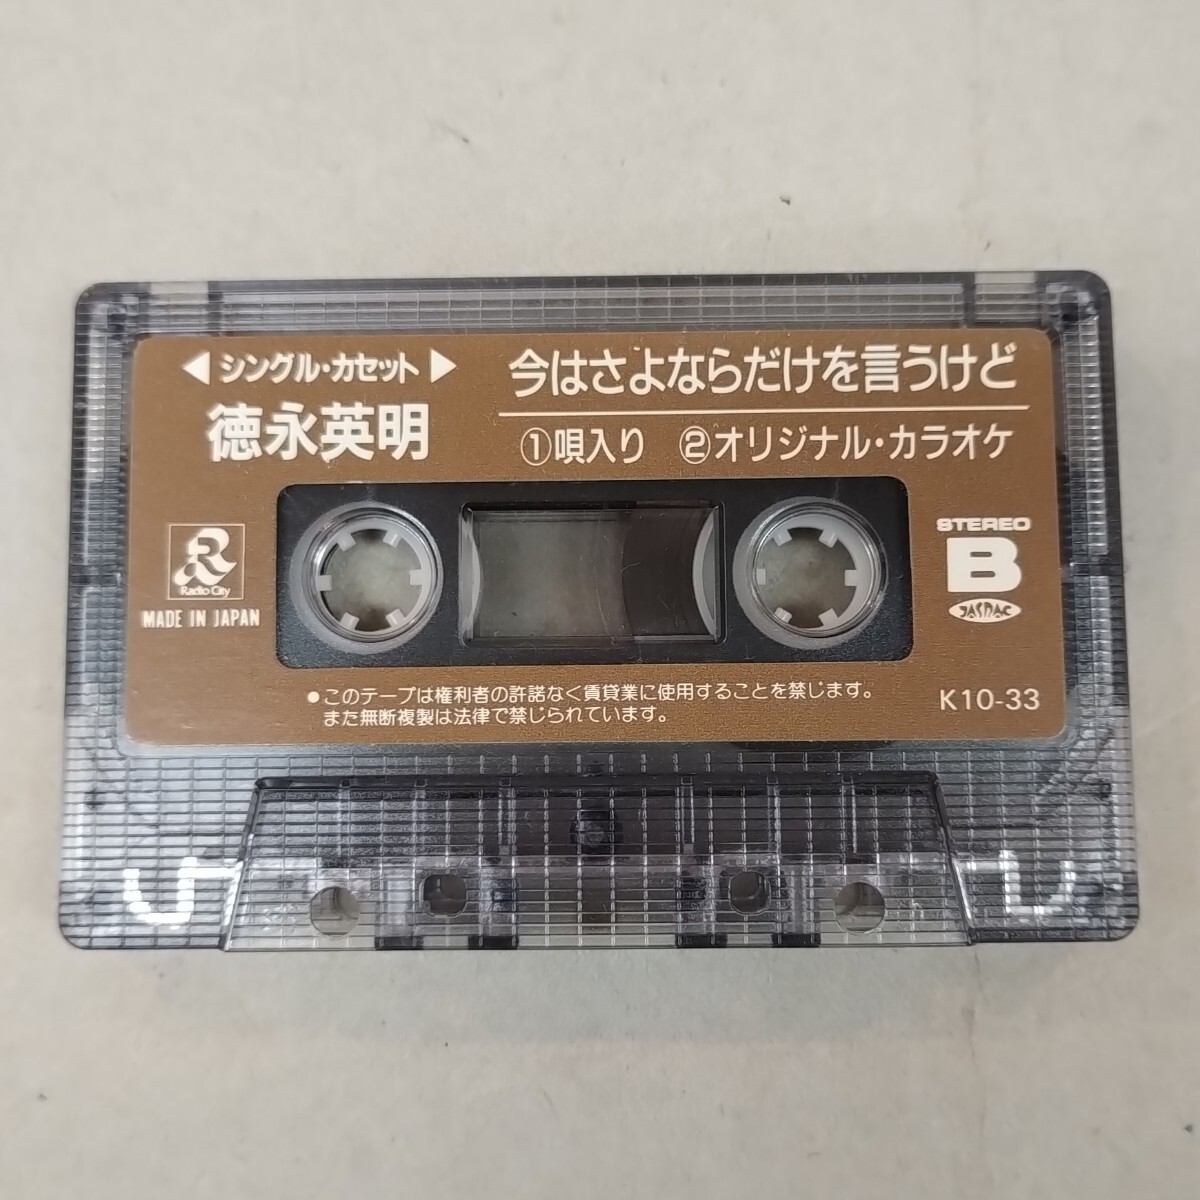 ◀ シングル・カセット ▶
徳永英明
今はさよならだけを言うけど
①唄入り ②オリジナル・カラオケ
R
Radio City
MADE IN JAPAN
STEREO
B
JASRAC
●このテープは権利者の許諾なく賃貸業に使用することを禁じます。
また無断複製は法律で禁じられています。
K10-33